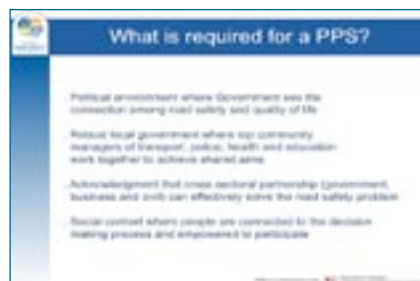 What is required for a PPS?
Political environment where Government sees the
connection among road safety and quality of life
Robust local government where top community
managers of transport, police, health and education
work together to achieve shared aims
Acknowledgment that cross sectoral partnership (government,
business and civil) can effectively solve the road safety problem
Social context where people are connected to the decision
making process and empowered to participate